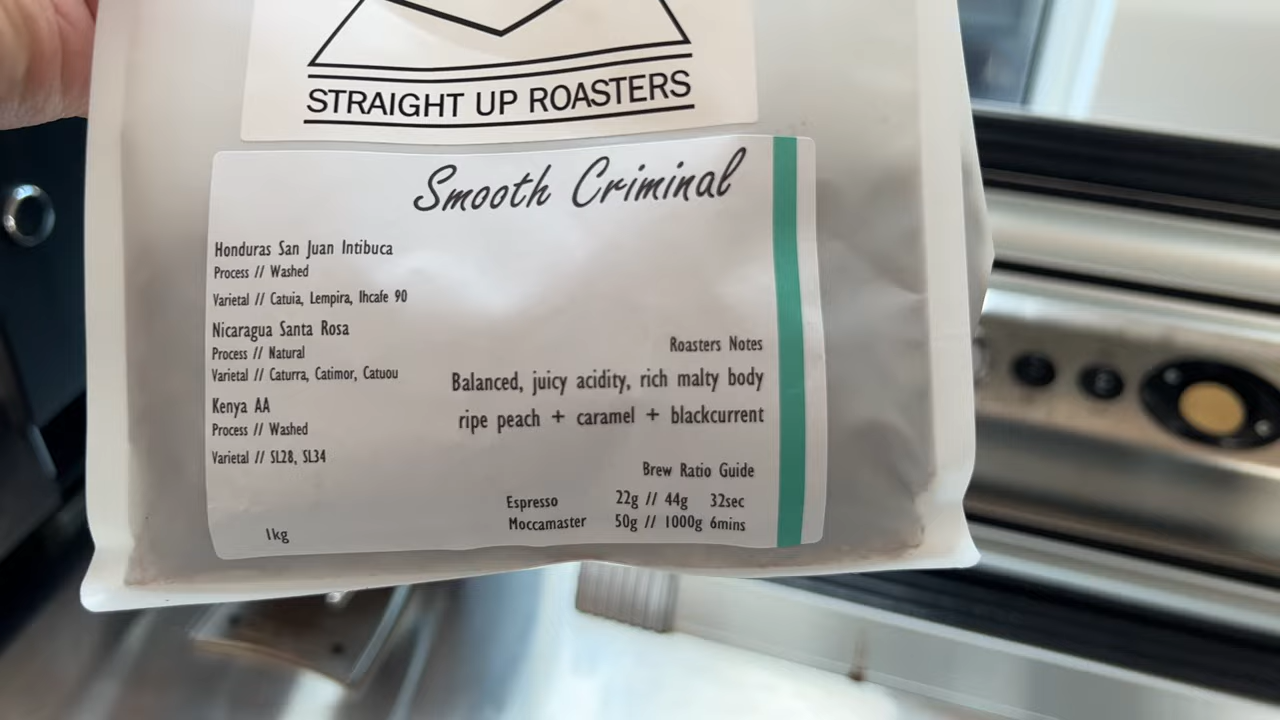 STRAIGHT UP ROASTERS
Smooth Criminal
Honduras San Juan Intibuca
Process // Washed
Varietal // Catuia, Lempira, Ihcafe 90
Nicaragua Santa Rosa
Process // Natural
Varietal // Caturra, Catimor, Catuou
Kenya AA
Process // Washed
Varietal // SL28, SL34
1kg
Roasters Notes
Balanced, juicy acidity, rich malty body
ripe peach + caramel + blackcurrent
Brew Ratio Guide
Espresso 22g // 44g 32sec
Moccamaster 50g // 1000g 6mins